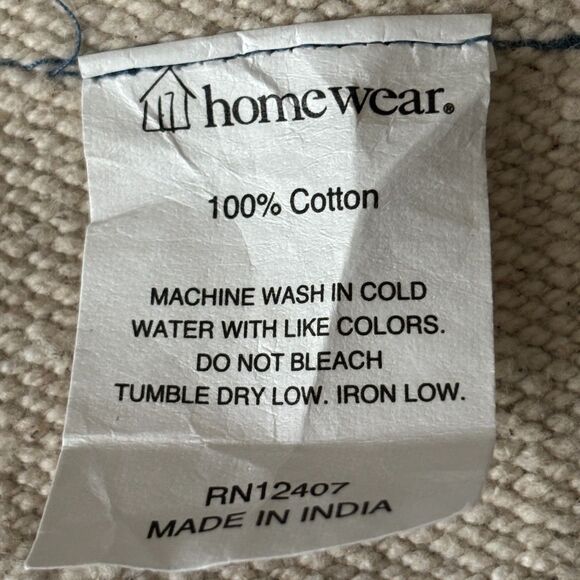 homewear®
100% Cotton
MACHINE WASH IN COLD
WATER WITH LIKE COLORS.
DO NOT BLEACH
TUMBLE DRY LOW. IRON LOW.
RN12407
MADE IN INDIA